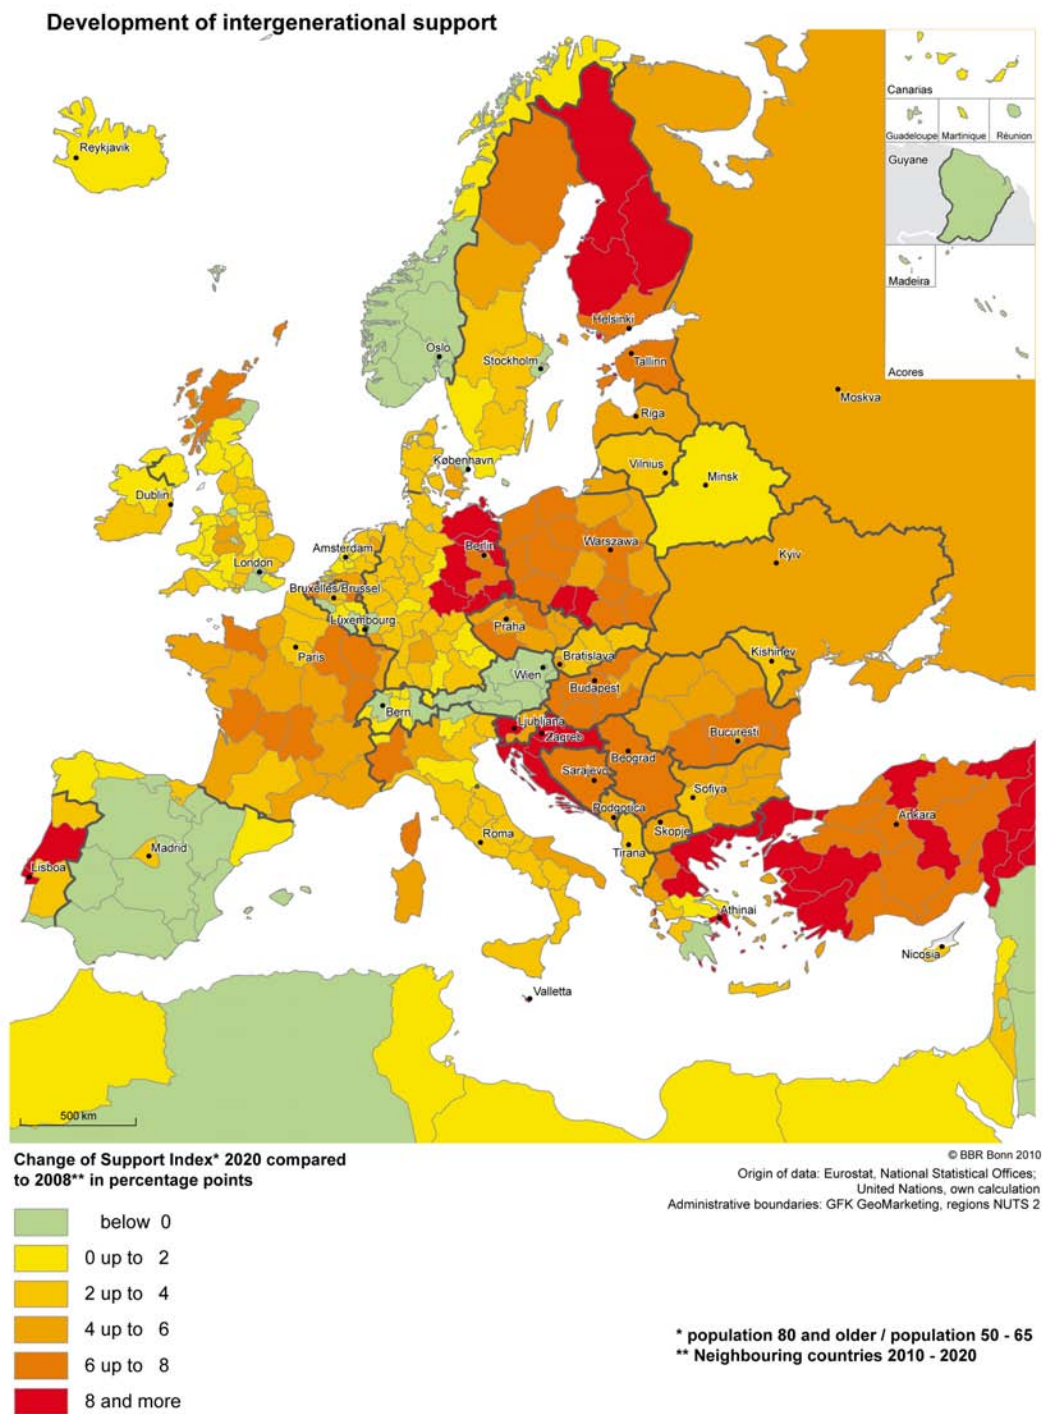 Development of intergenerational support
Canarias
Guadeloupe
Martinique
Réunion
Guyane
Madeira
Acores
Reykjavik
Oslo
Stockholm
Helsinki
Tallinn
Riga
Moskva
København
Vilnius
Minsk
Dublin
London
Amsterdam
Berlin
Warszawa
Bruxelles/Brussel
Kyiv
Luxembourg
Praha
Paris
Kishinev
Bratislava
Wien
Budapest
Bern
Ljubljana
Zagreb
Bucuresti
Beograd
Sarajevo
Sofiya
Podgorica
Skopje
Ankara
Madrid
Roma
Tirana
Lisboa
Athinai
Nicosia
Valletta
500 km
Change of Support Index* 2020 compared
to 2008** in percentage points
© BBR Bonn 2010
Origin of data: Eurostat, National Statistical Offices;
United Nations, own calculation
Administrative boundaries: GFK GeoMarketing, regions NUTS 2
below 0
0 up to 2
2 up to 4
4 up to 6
6 up to 8
8 and more
* population 80 and older / population 50 - 65
** Neighbouring countries 2010 - 2020